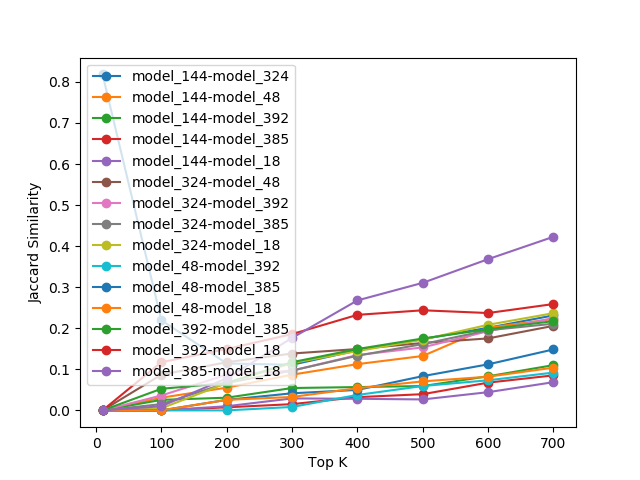 model_144-model_324
model_144-model_48
model_144-model_392
model_144-model_385
model_144-model_18
model_324-model_48
model_324-model_392
model_324-model_385
model_324-model_18
model_48-model_392
model_48-model_385
model_48-model_18
model_392-model_385
model_392-model_18
model_385-model_18
Jaccard Similarity
0.8
0.7
0.6
0.5
0.4
0.3
0.2
0.1
0.0
0 100 200 300 400 500 600 700
Top K